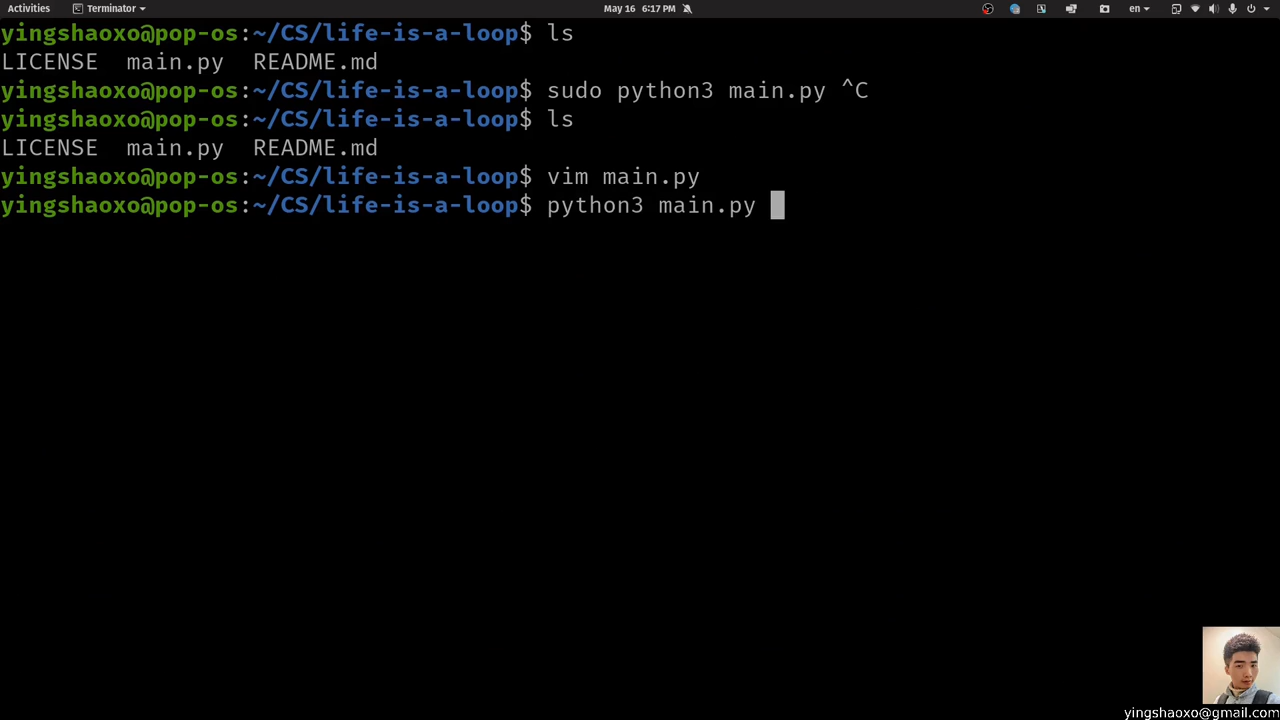 Activities Terminator May 16 6:17 PM en
yingshaoxo@pop-os:~/CS/life-is-a-loop$ ls
LICENSE main.py README.md
yingshaoxo@pop-os:~/CS/life-is-a-loop$ sudo python3 main.py ^C
yingshaoxo@pop-os:~/CS/life-is-a-loop$ ls
LICENSE main.py README.md
yingshaoxo@pop-os:~/CS/life-is-a-loop$ vim main.py
yingshaoxo@pop-os:~/CS/life-is-a-loop$ python3 main.py
yingshaoxo@gmail.com